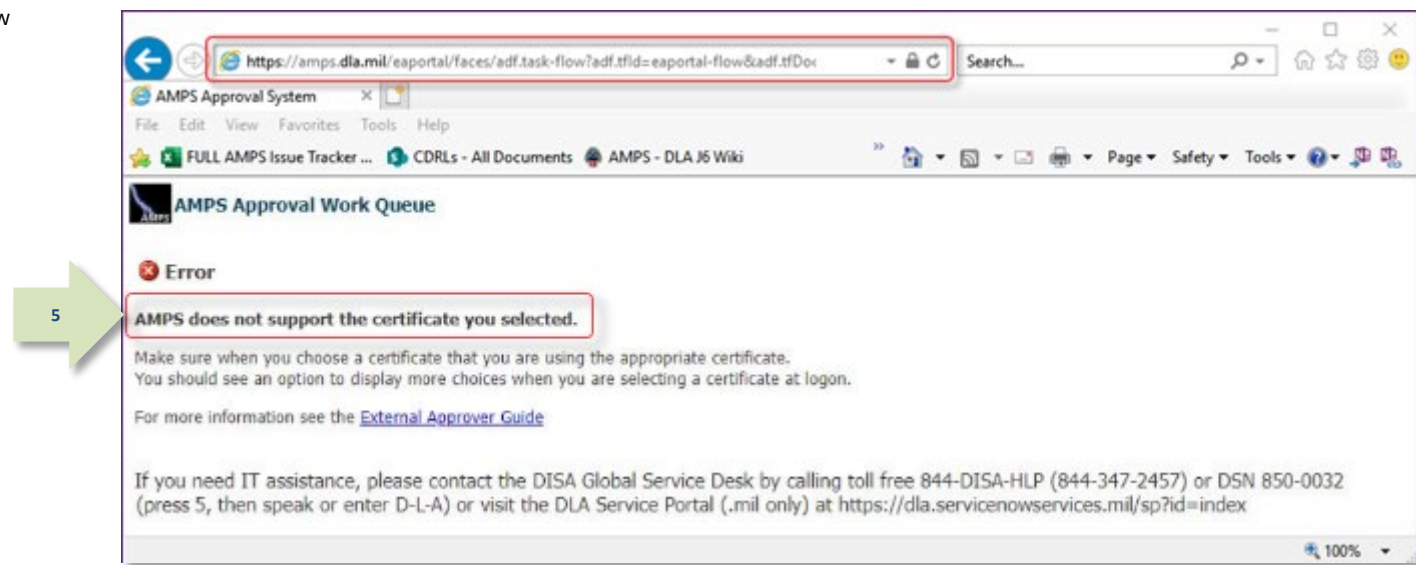 w
https://amps.dla.mil/eaportal/faces/adf.task-flow?adf.tfId=eaportal-flow&adf.tfDoc
Search...
AMPS Approval System
File Edit View Favorites Tools Help
FULL AMPS Issue Tracker ... CDRLs - All Documents AMPS - DLA J6 Wiki » Page Safety Tools
AMPS
AMPS Approval Work Queue
Error
5
AMPS does not support the certificate you selected.
Make sure when you choose a certificate that you are using the appropriate certificate.
You should see an option to display more choices when you are selecting a certificate at logon.
For more information see the External Approver Guide
If you need IT assistance, please contact the DISA Global Service Desk by calling toll free 844-DISA-HLP (844-347-2457) or DSN 850-0032
(press 5, then speak or enter D-L-A) or visit the DLA Service Portal (.mil only) at https://dla.servicenowservices.mil/sp?id=index
100%